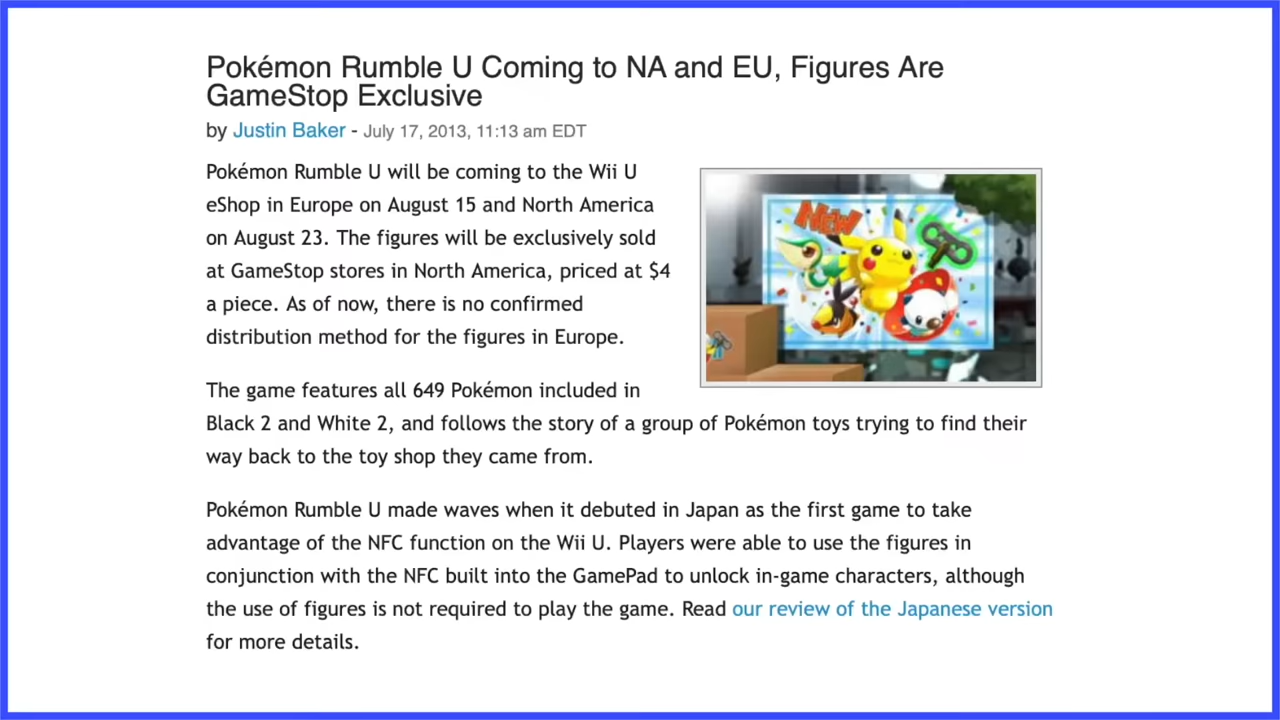 Pokémon Rumble U Coming to NA and EU, Figures Are
GameStop Exclusive
by Justin Baker - July 17, 2013, 11:13 am EDT
Pokémon Rumble U will be coming to the Wii U
eShop in Europe on August 15 and North America
on August 23. The figures will be exclusively sold
at GameStop stores in North America, priced at $4
a piece. As of now, there is no confirmed
distribution method for the figures in Europe.
NEW
The game features all 649 Pokémon included in
Black 2 and White 2, and follows the story of a group of Pokémon toys trying to find their
way back to the toy shop they came from.
Pokémon Rumble U made waves when it debuted in Japan as the first game to take
advantage of the NFC function on the Wii U. Players were able to use the figures in
conjunction with the NFC built into the GamePad to unlock in-game characters, although
the use of figures is not required to play the game. Read our review of the Japanese version
for more details.